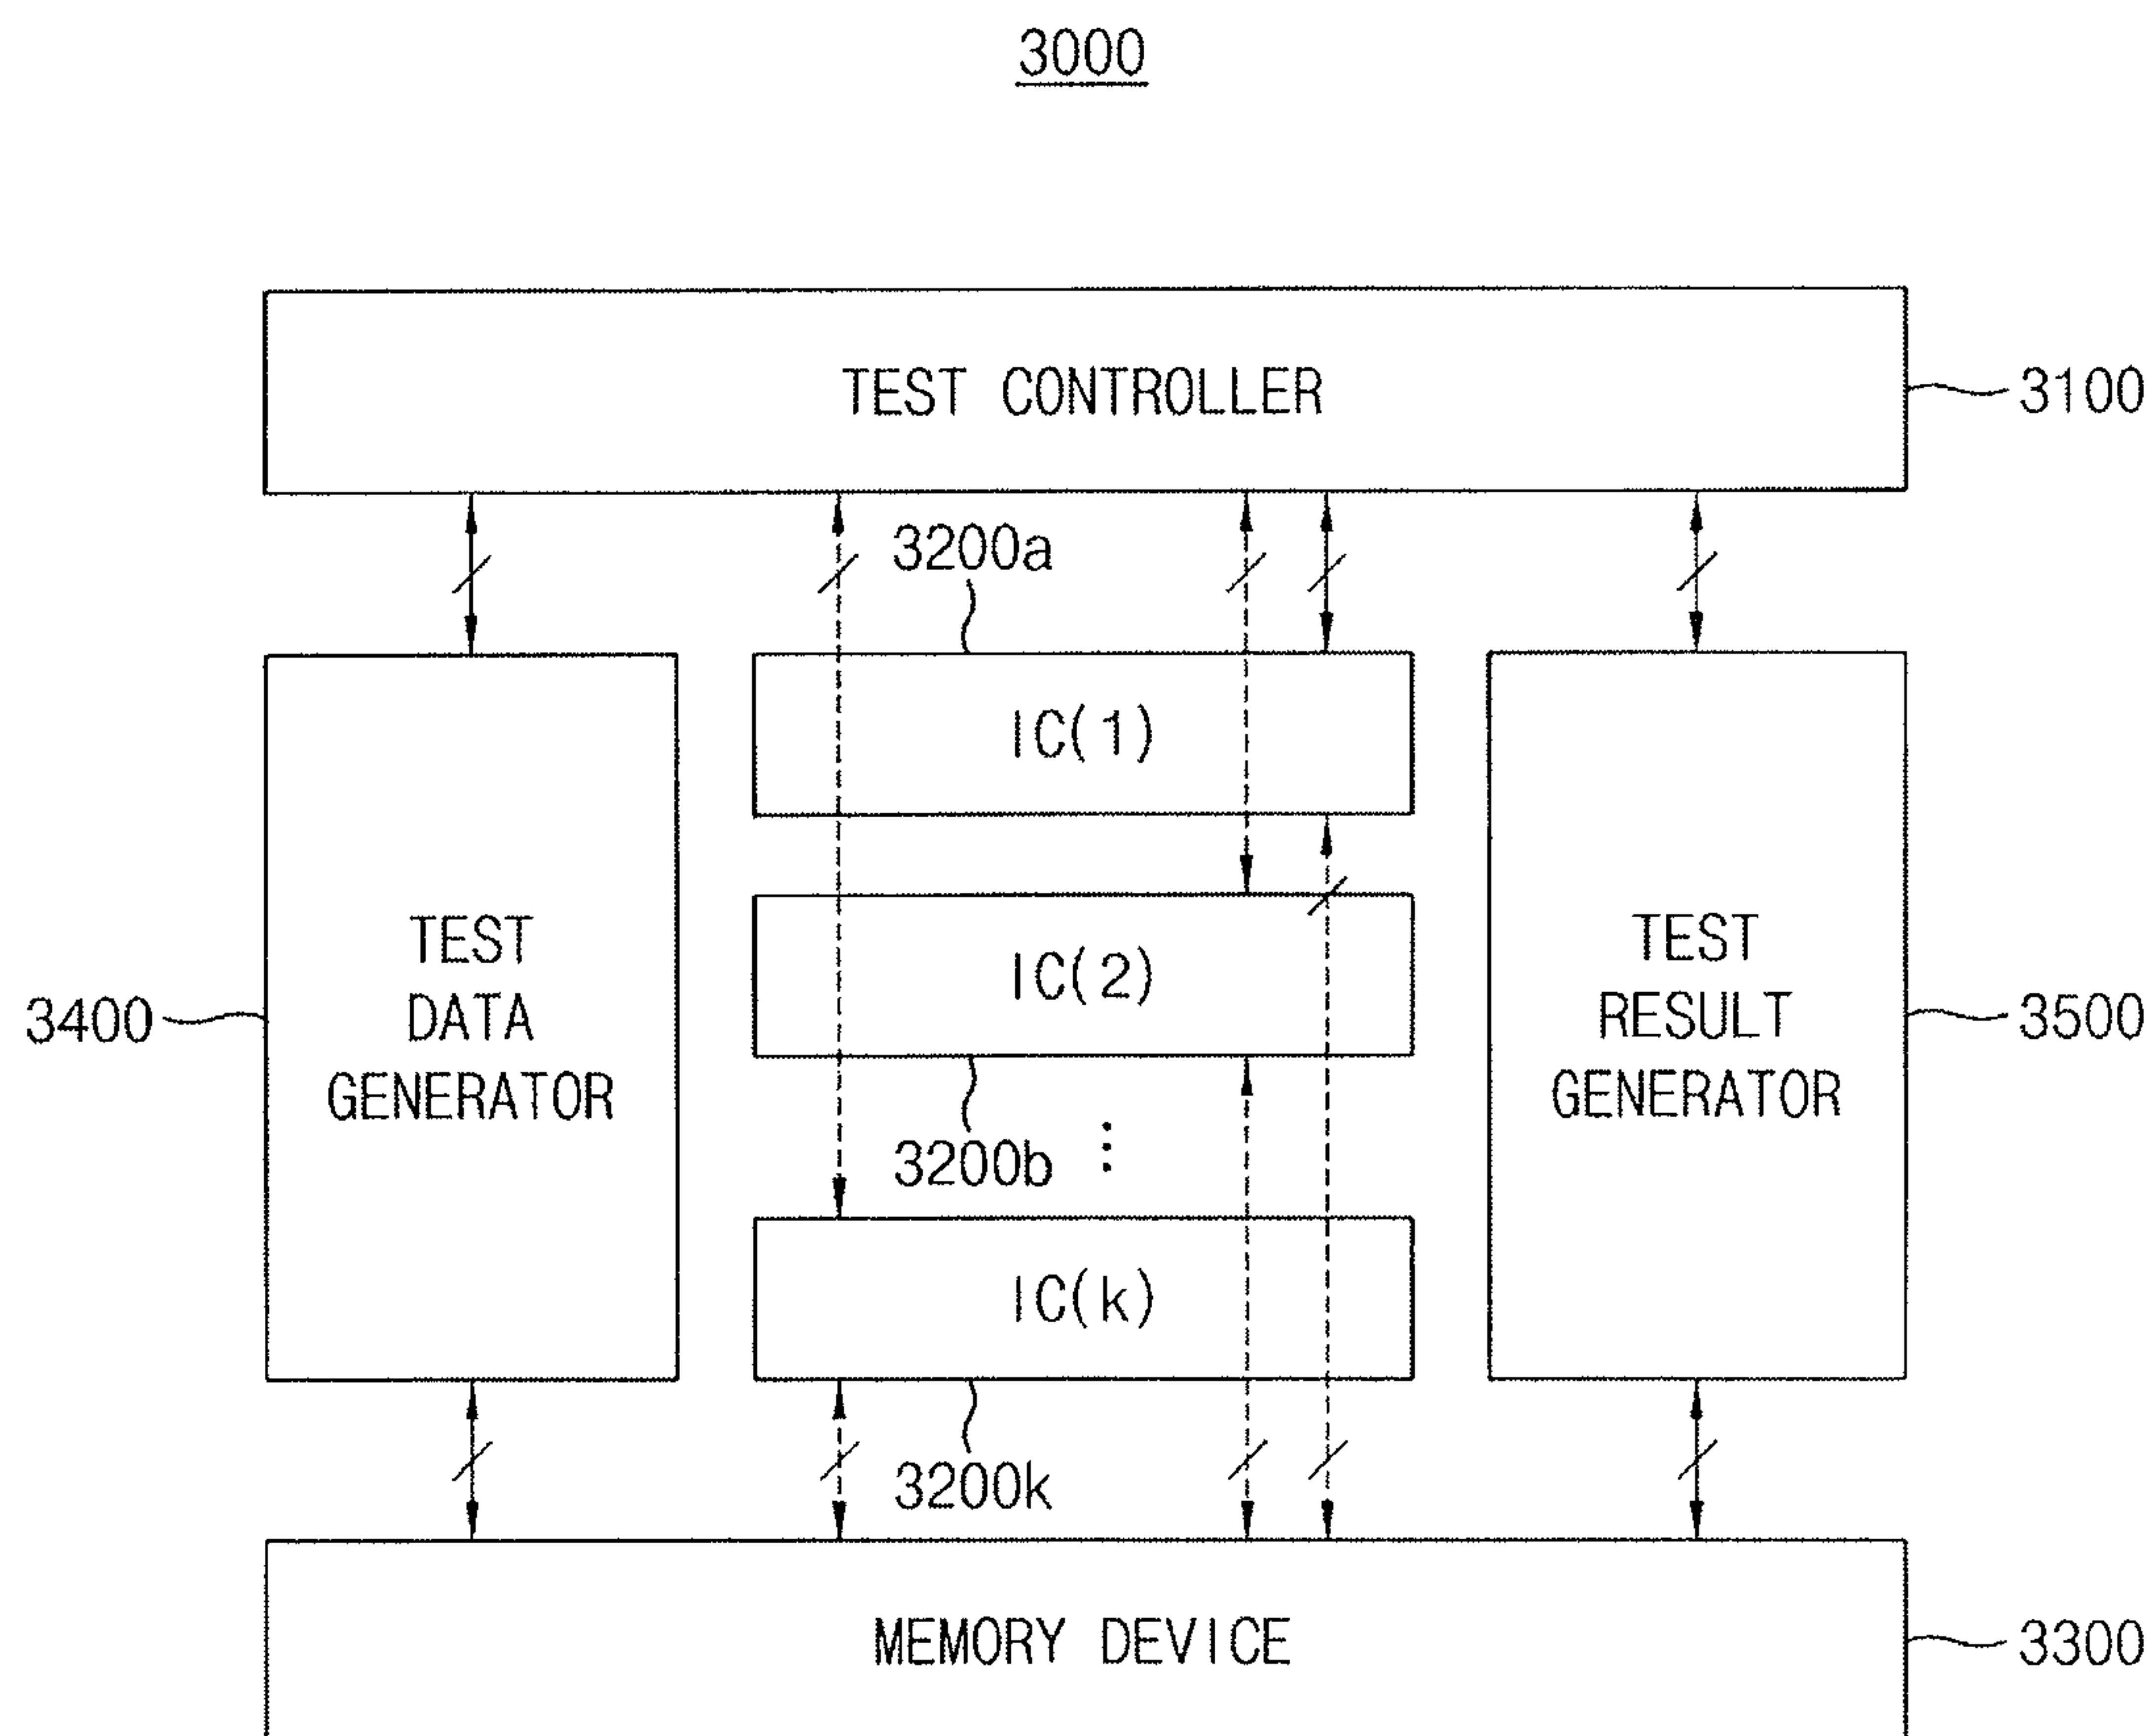 3000
TEST CONTROLLER
3100
3200a
IC(1)
IC(2)
3200b
⋮
IC(k)
3200k
TEST
DATA
GENERATOR
3400
TEST
RESULT
GENERATOR
3500
MEMORY DEVICE
3300